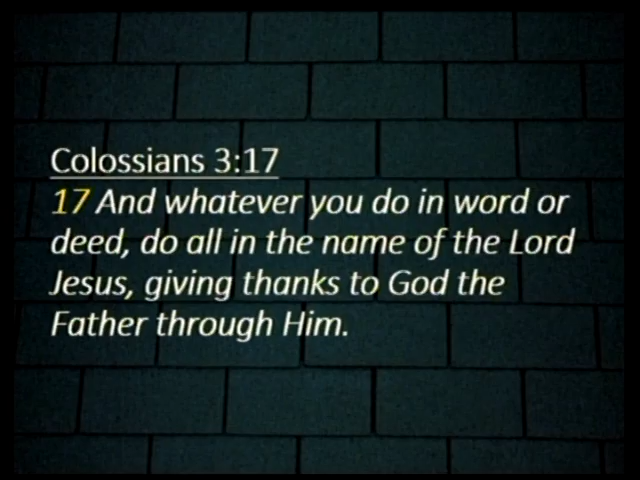 Colossians 3:17
17 And whatever you do in word or
deed, do all in the name of the Lord
Jesus, giving thanks to God the
Father through Him.